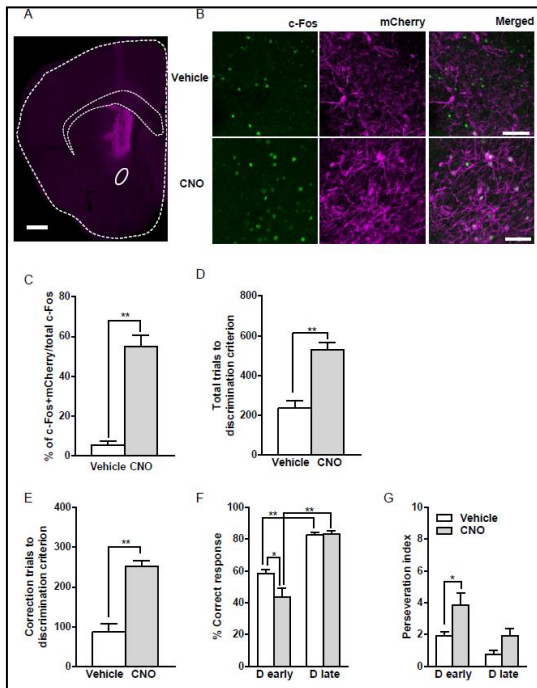 A
B
c-Fos mCherry Merged
Vehicle
CNO
C
D
% of c-Fos+mCherry/total c-Fos
80
60
40
20
0
**
Vehicle CNO
Total trials to
discrimination criterion
800
600
400
200
0
**
Vehicle CNO
E
F
G
Correction trials to
discrimination criterion
400
300
200
100
0
**
Vehicle CNO
% Correct response
100
80
60
40
20
0
** **
*
D early D late
Perseveration index
10
8
6
4
2
0
Vehicle
CNO
*
D early D late